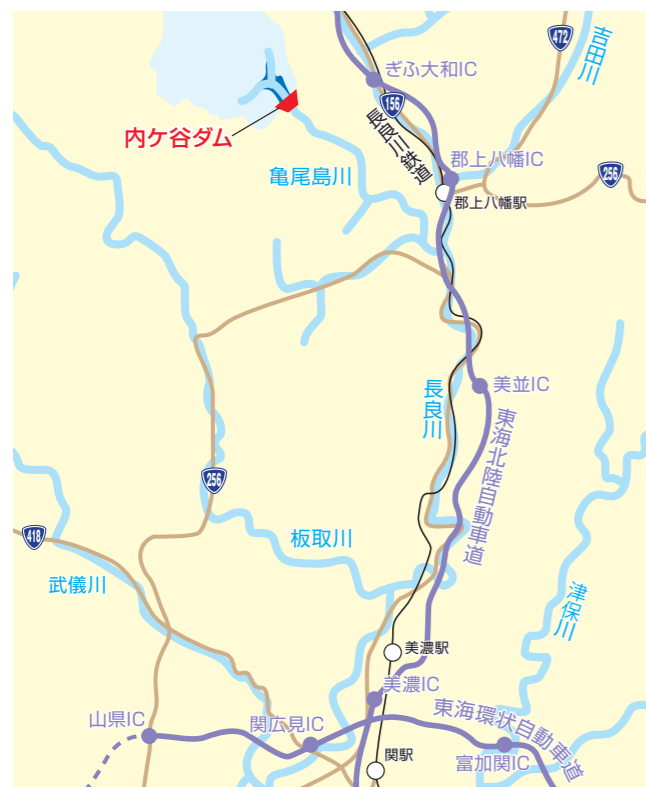 472
吉田川
ぎふ大和IC
156
内ケ谷ダム
長良川鉄道
郡上八幡IC
亀尾島川
256
郡上八幡駅
美並IC
長良川
東海北陸自動車道
256
418
板取川
武儀川
津保川
美濃駅
美濃IC
山県IC
関広見IC
東海環状自動車道
関駅
富加関IC